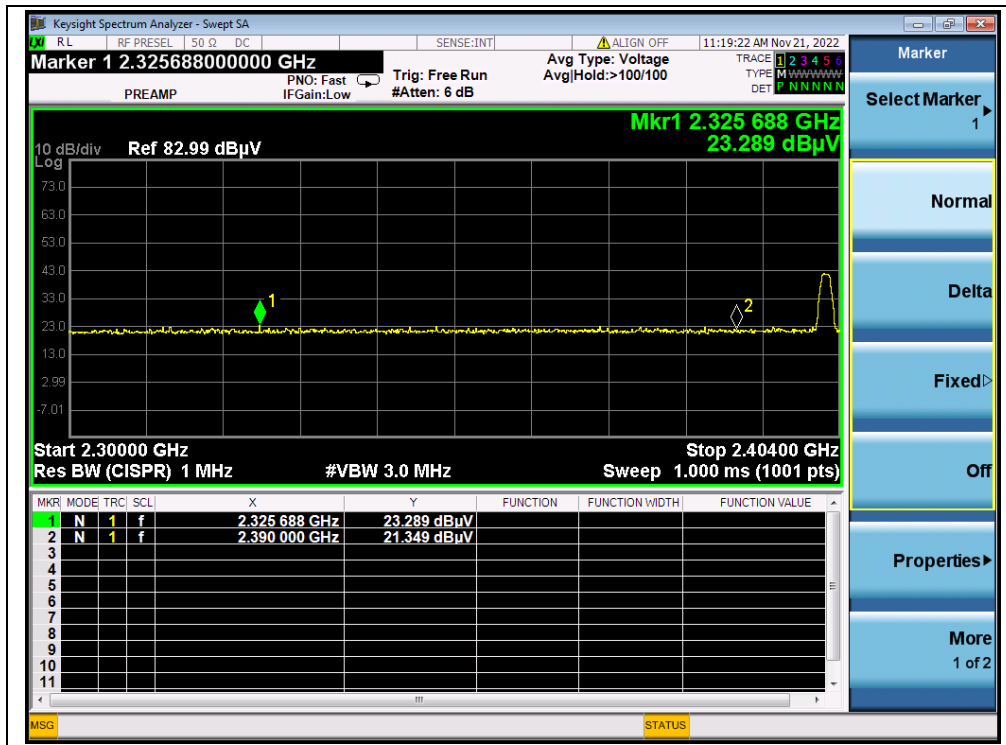 Keysight Spectrum Analyzer - Swept SA
LXI RL RF PRESEL 50 Ω DC SENSE:INT ALIGN OFF 11:19:22 AM Nov 21, 2022
Marker 1 2.325688000000 GHz
PREAMP
PNO: Fast
IFGain:Low
Trig: Free Run
#Atten: 6 dB
Avg Type: Voltage
Avg|Hold:>100/100
TRACE 1 2 3 4 5 6
TYPE M WWWWW
DET P N N N N N
Mkr1 2.325 688 GHz
23.289 dBµV
10 dB/div
Log
Ref 82.99 dBµV
73.0
63.0
53.0
43.0
33.0
23.0
13.0
2.99
-7.01
1
2
Start 2.30000 GHz
Stop 2.40400 GHz
Res BW (CISPR) 1 MHz
#VBW 3.0 MHz
Sweep 1.000 ms (1001 pts)
MKR MODE TRC SCL X Y FUNCTION FUNCTION WIDTH FUNCTION VALUE
1 N 1 f 2.325 688 GHz 23.289 dBµV
2 N 1 f 2.390 000 GHz 21.349 dBµV
3
4
5
6
7
8
9
10
11
MSG
STATUS
Marker
Select Marker
1
Normal
Delta
Fixed
Off
Properties
More
1 of 2